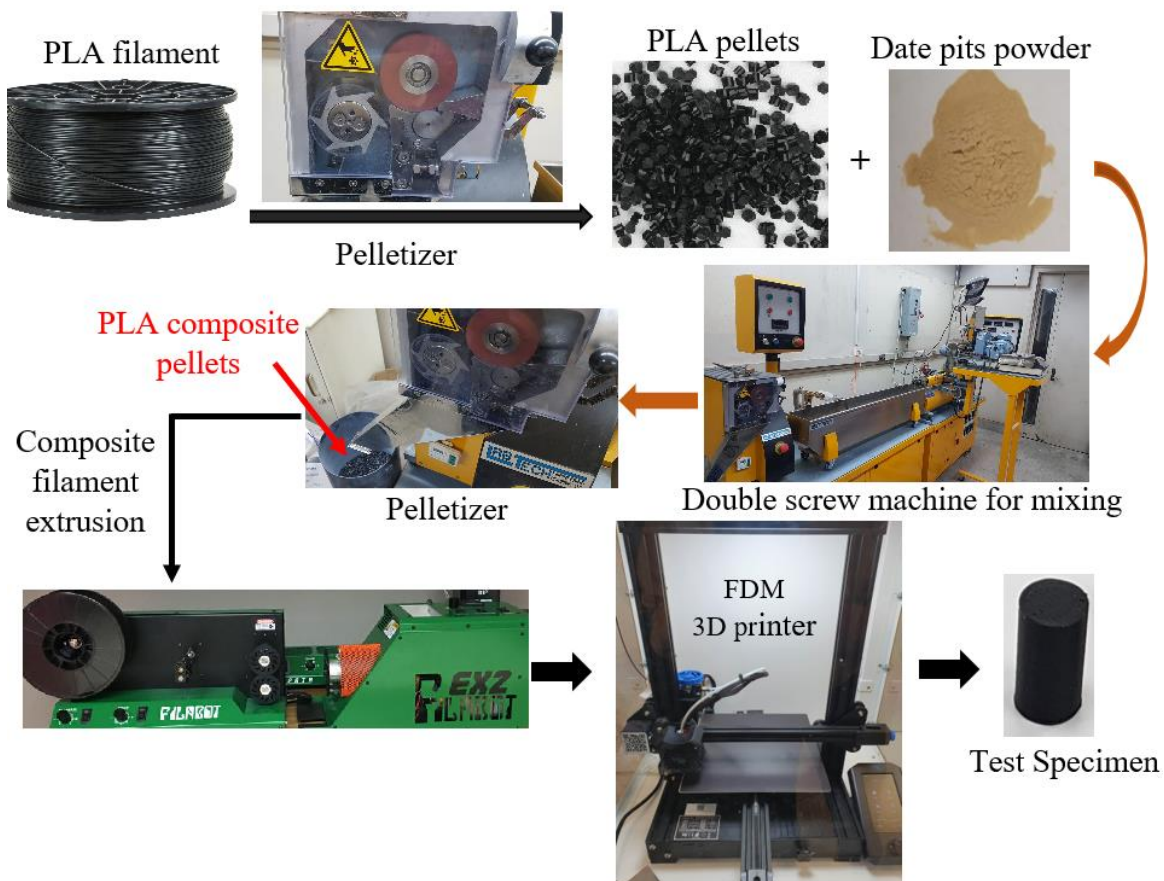 PLA filament
PLA pellets
Date pits powder
+
Pelletizer
PLA composite
pellets
Composite
filament
extrusion
Pelletizer
Double screw machine for mixing
FILABOT
EX2
FILABOT
FDM
3D printer
Test Specimen